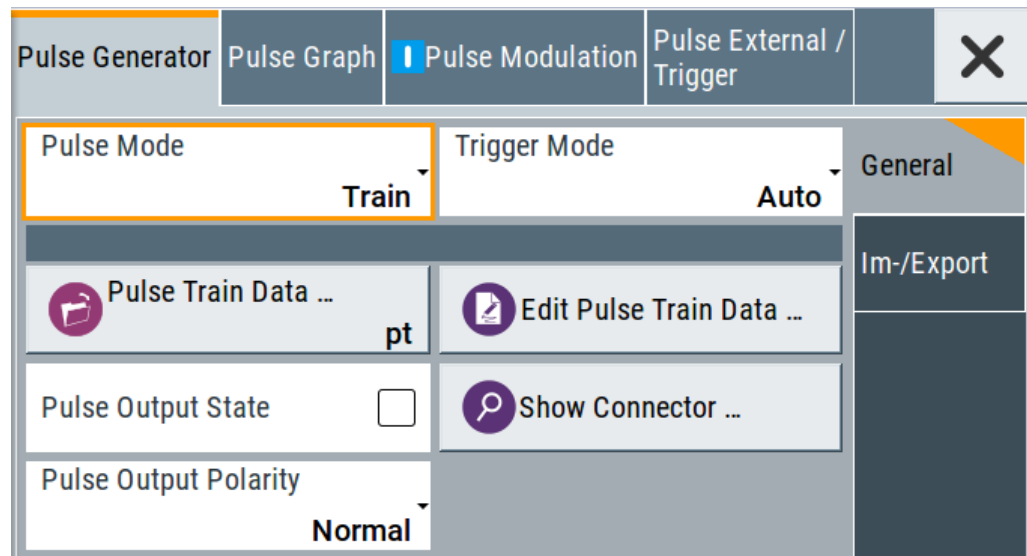 Pulse Generator
Pulse Graph
Pulse Modulation
Pulse External /
Trigger
Pulse Mode
Train
Trigger Mode
Auto
General
Im-/Export
Pulse Train Data ...
pt
Edit Pulse Train Data ...
Pulse Output State
Show Connector ...
Pulse Output Polarity
Normal